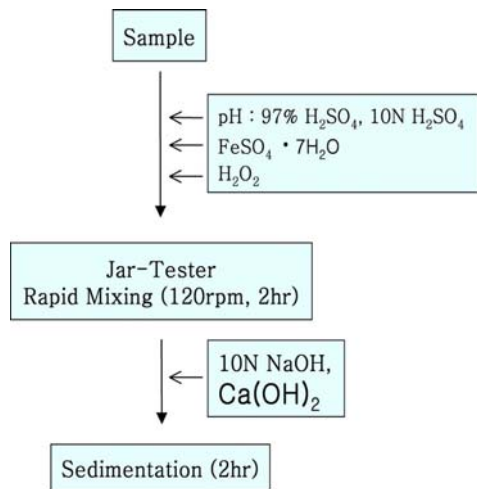 Sample
pH : 97% H₂SO₄, 10N H₂SO₄
FeSO₄ · 7H₂O
H₂O₂
Jar-Tester
Rapid Mixing (120rpm, 2hr)
10N NaOH,
Ca(OH)₂
Sedimentation (2hr)